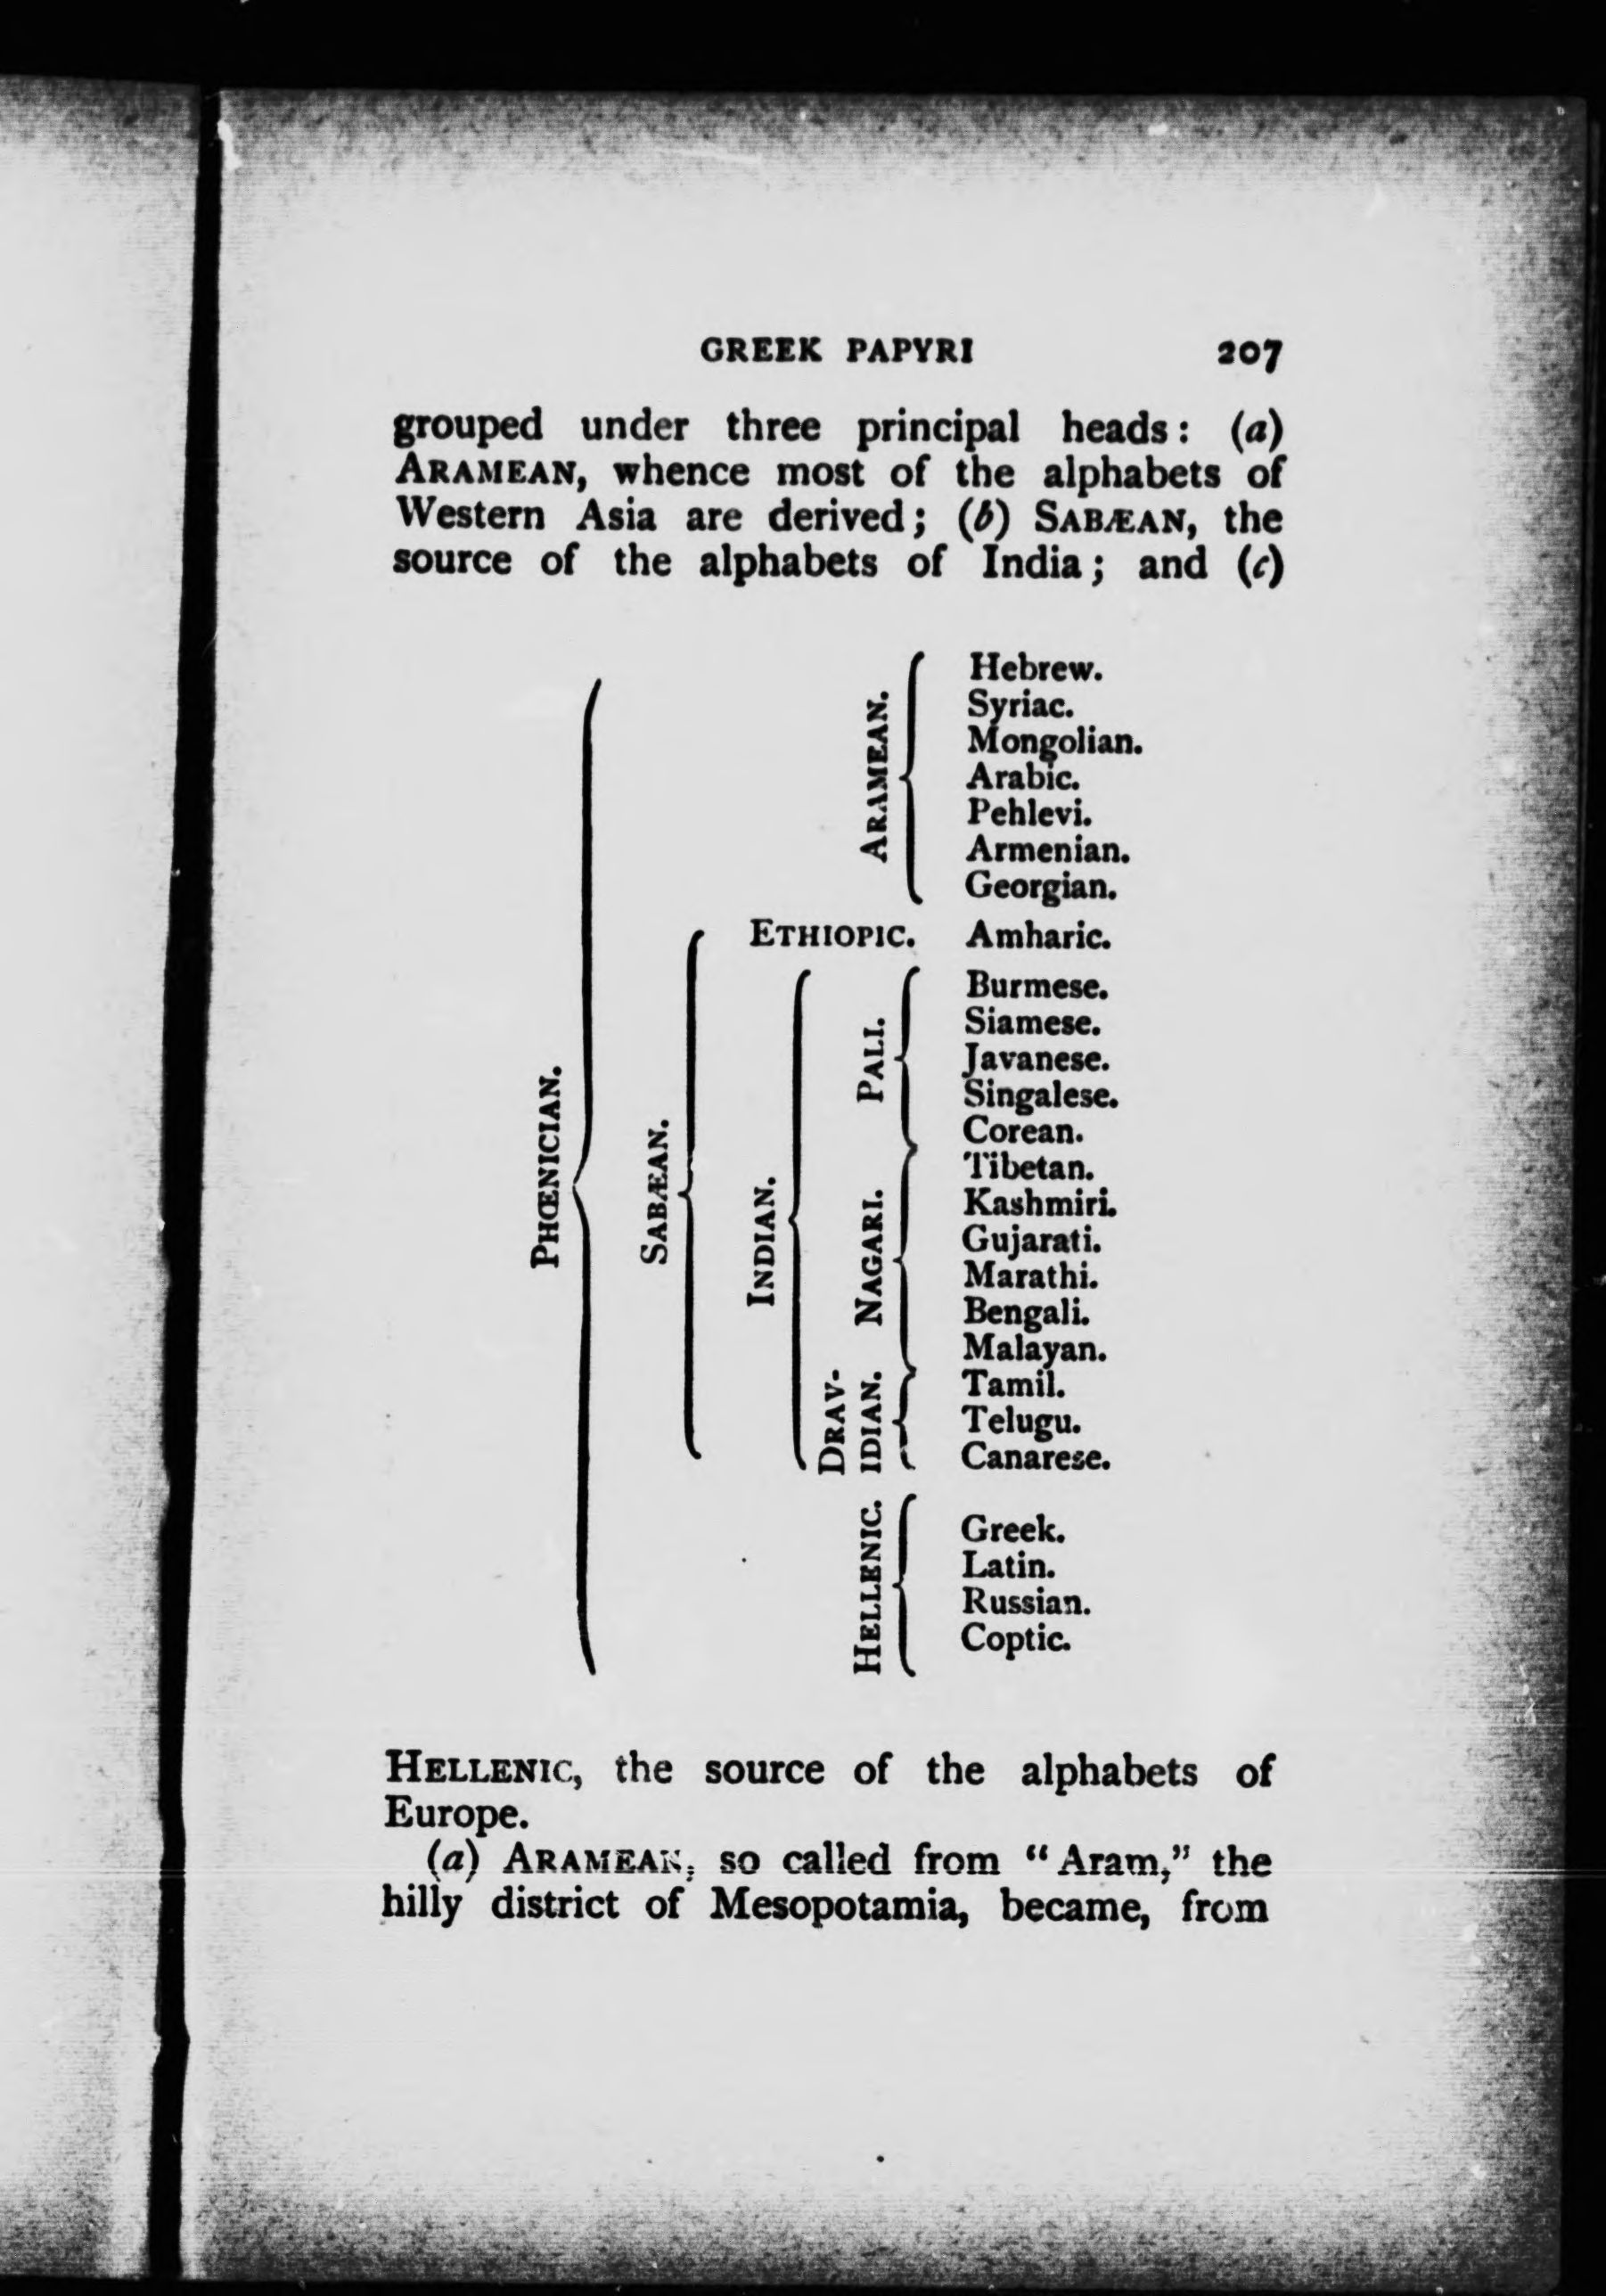 GREEK PAPYRI 207
grouped under three principal heads: (a)
ARAMEAN, whence most of the alphabets of
Western Asia are derived; (b) SABÆAN, the
source of the alphabets of India; and (c)
PHŒNICIAN.
ARAMEAN.
Hebrew.
Syriac.
Mongolian.
Arabic.
Pehlevi.
Armenian.
Georgian.
SABÆAN.
ETHIOPIC. Amharic.
INDIAN.
PALI.
Burmese.
Siamese.
Javanese.
Singalese.
Corean.
NAGARI.
Tibetan.
Kashmiri.
Gujarati.
Marathi.
Bengali.
Malayan.
DRAV-
IDIAN.
Tamil.
Telugu.
Canarese.
HELLENIC.
Greek.
Latin.
Russian.
Coptic.
HELLENIC, the source of the alphabets of
Europe.
(a) ARAMEAN, so called from "Aram," the
hilly district of Mesopotamia, became, from